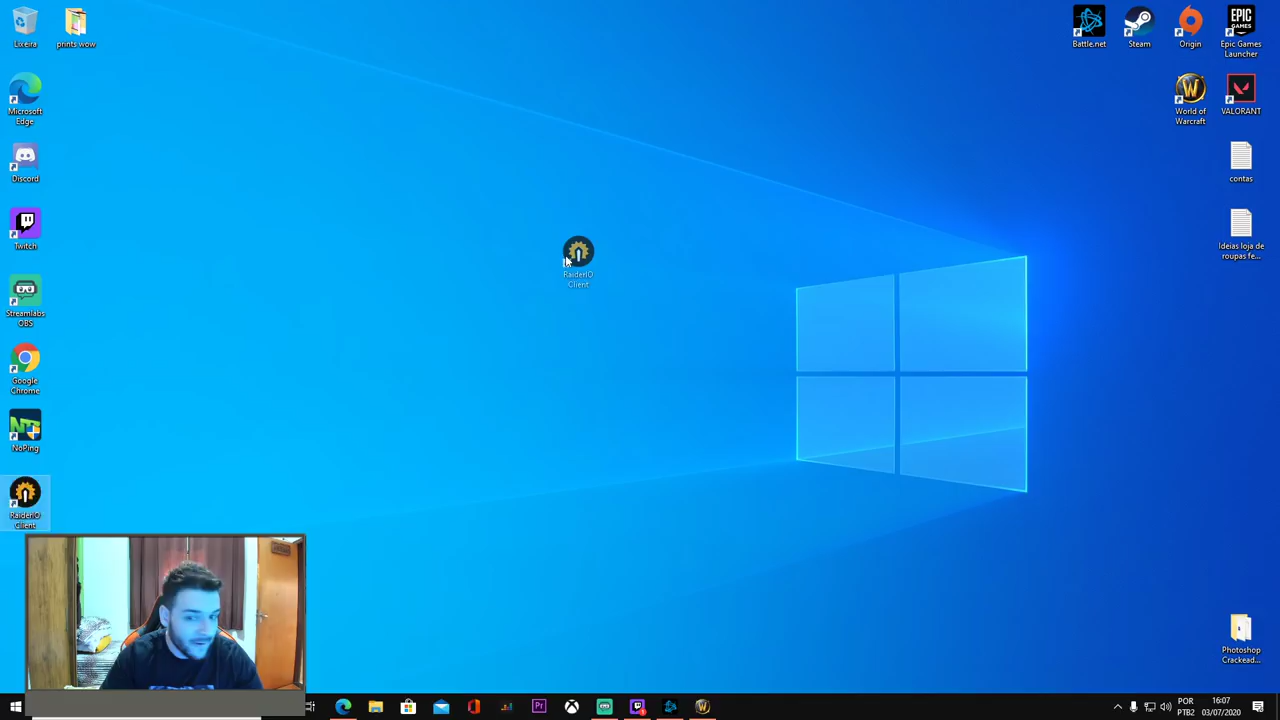 Lixeira
prints wow
Battle.net
Steam
Origin
Epic Games
Launcher
Microsoft
Edge
World of
Warcraft
VALORANT
Discord
contas
Twitch
Ideias loja de
roupas fe...
RaiderIO
Client
Streamlabs
OBS
Google
Chrome
NoPing
RaiderIO
Client
Photoshop
Crackead...
POR
PTB2
16:07
03/07/2020